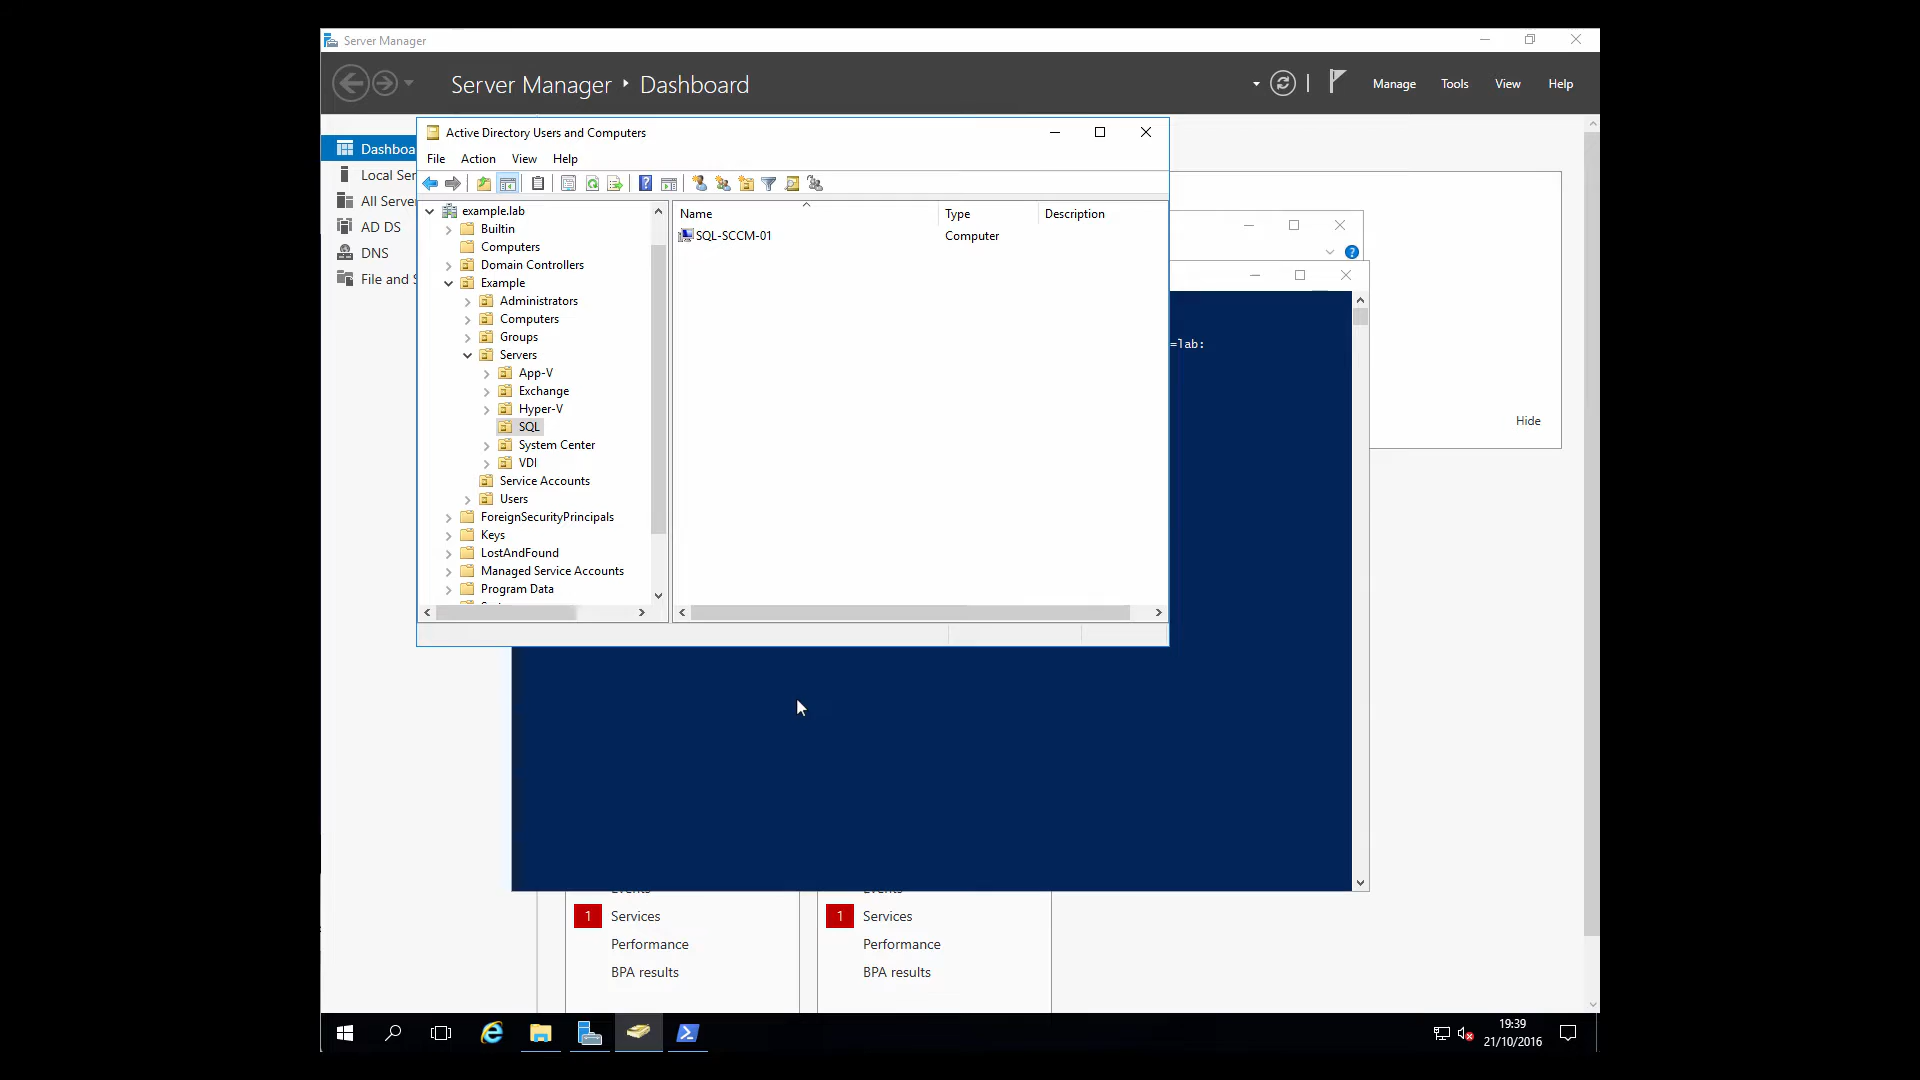 Server Manager
Server Manager
Dashboard
Manage
Tools
View
Help
Dashboa
Local Ser
All Serve
AD DS
DNS
File and S
Active Directory Users and Computers
File
Action
View
Help
example.lab
Builtin
Computers
Domain Controllers
Example
Administrators
Computers
Groups
Servers
App-V
Exchange
Hyper-V
SQL
System Center
VDI
Service Accounts
Users
ForeignSecurityPrincipals
Keys
LostAndFound
Managed Service Accounts
Program Data
Name
Type
Description
SQL-SCCM-01
Computer
=lab:
Hide
Events
Events
1 Services
1 Services
Performance
Performance
BPA results
BPA results
19:39
21/10/2016